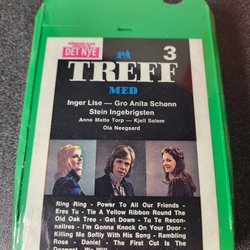 DET NYE
PÅ
TREFF
3
MED
Inger Lise — Gro Anita Schønn
Stein Ingebrigsten
Anne Mette Torp — Kjell Solem
Ola Neegaard
Ring Ring - Power To All Our Friends -
Eres Tu - Tie A Yellow Ribbon Round The
Old Oak Tree - Get Down - Tu Te Recon-
naitres - I'm Gonna Knock On Your Door -
Killing Me Softly With His Song - Rambling
Rose - Daniel - The First Cut Is The